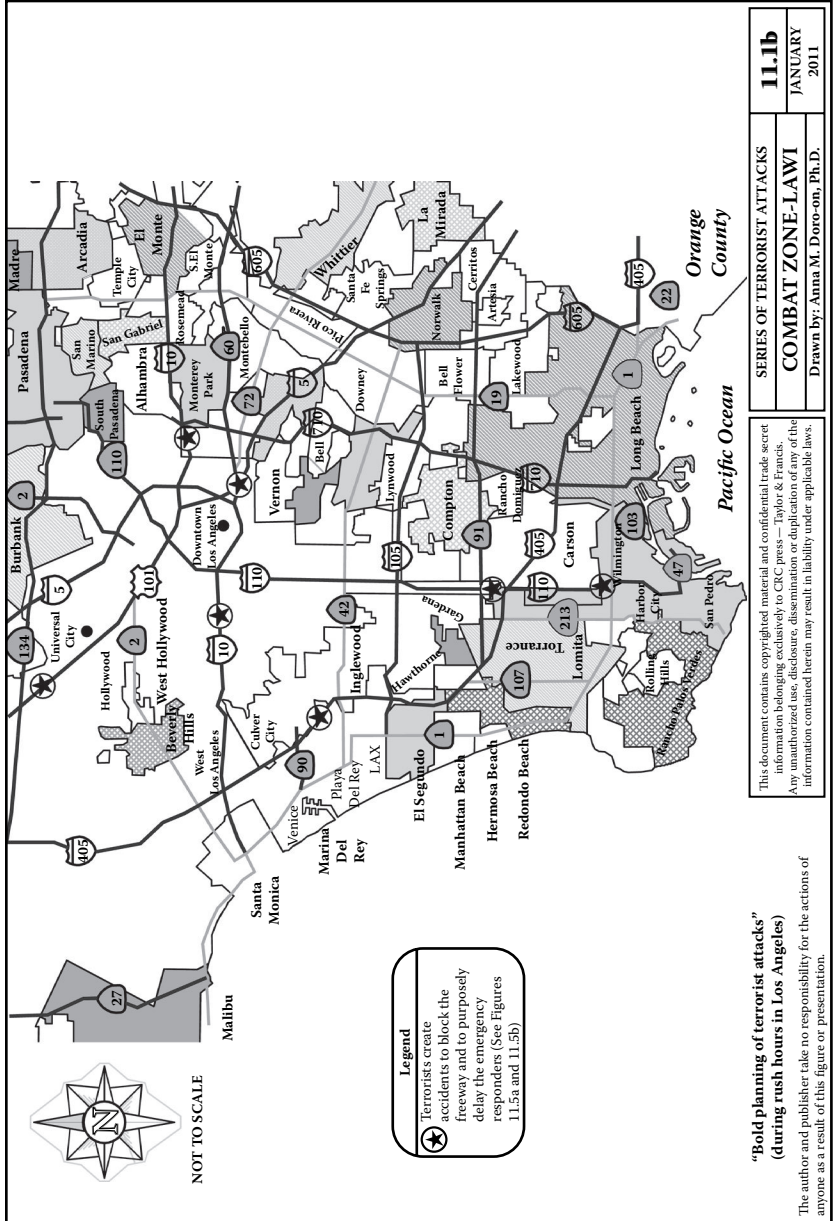 27
Malibu
405
Santa
Monica
Venice
Marina
Del
Rey
Playa
Del Rey
LAX
El Segundo
Manhattan Beach
Hermosa Beach
Redondo Beach
134
5
2
Burbank
Universal
City
101
Hollywood
2
West Hollywood
Beverly
Hills
West
Los Angeles
10
Culver
City
90
1
110
Downtown
Los Angeles
42
Inglewood
Hawthorne
Gardena
105
107
Torrance
Lomita
213
Rolling
Hills
Rancho Palos Verdes
Harbor
City
San Pedro
47
Wilmington
103
110
405
Carson
91
Compton
Rancho
Domiguez
710
Lynwood
Vernon
Bell
710
Madre
Pasadena
Arcadia
San
Marino
San Gabriel
Temple
City
El
Monte
S.El
Monte
South
Pasadena
110
Alhambra
10
Rosemead
Monterey
Park
60
Montebello
72
5
605
Pico Rivera
Whittier
Santa
Fe
Springs
La
Mirada
Downey
Norwalk
Bell
Flower
Cerritos
Artesia
19
Lakewood
605
405
22
1
Long Beach
Orange
County
Pacific Ocean
N
NOT TO SCALE
Legend
Terrorists create
accidents to block the
freeway and to purposely
delay the emergency
responders (See Figures
11.5a and 11.5b)
“Bold planning of terrorist attacks”
(during rush hours in Los Angeles)
The author and publisher take no responisbility for the actions of
anyone as a result of this figure or presentation.
This document contains copyrighted material and confidential trade secret
information belonging exclusively to CRC press — Taylor & Francis.
Any unauthorized use, disclosure, dissemination or duplication of any of the
information contained herein may result in liability under applicable laws.
SERIES OF TERRORIST ATTACKS
COMBAT ZONE-LAWI
Drawn by: Anna M. Doro-on, Ph.D.
11.1b
JANUARY
2011